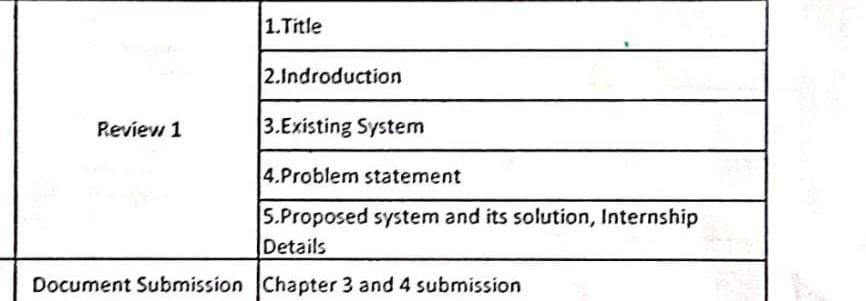 1.Title
2.Indroduction
Review 1
3.Existing System
4.Problem statement
5.Proposed system and its solution, Internship
Details
Document Submission
Chapter 3 and 4 submission